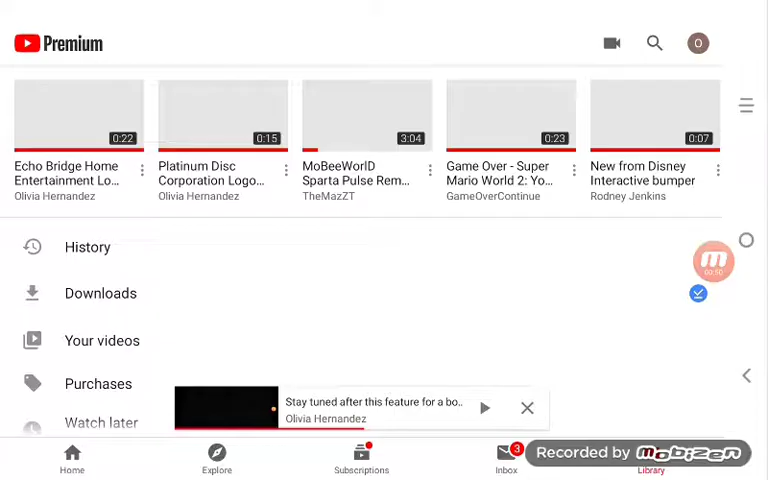 Premium
O
0:22
0:15
3:04
0:23
0:07
Echo Bridge Home
Entertainment Lo...
Olivia Hernandez
Platinum Disc
Corporation Logo...
Olivia Hernandez
MoBeeWorlD
Sparta Pulse Rem...
TheMazZT
Game Over - Super
Mario World 2: Yo...
GameOverContinue
New from Disney
Interactive bumper
Rodney Jenkins
History
00:50
Downloads
Your videos
Purchases
Watch later
Stay tuned after this feature for a bo..
Olivia Hernandez
Home
Explore
Subscriptions
3
Inbox
Recorded by mobizen
Library